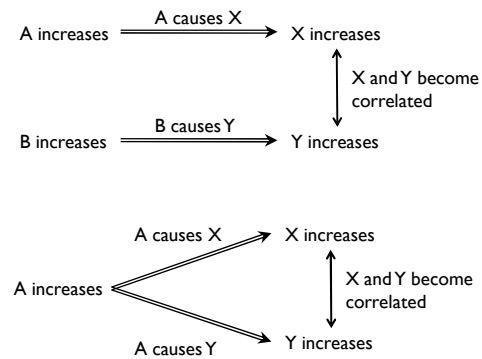 A causes X
A increases
X increases
X and Y become
correlated
B causes Y
B increases
Y increases
A causes X
X increases
A increases
X and Y become
correlated
A causes Y
Y increases